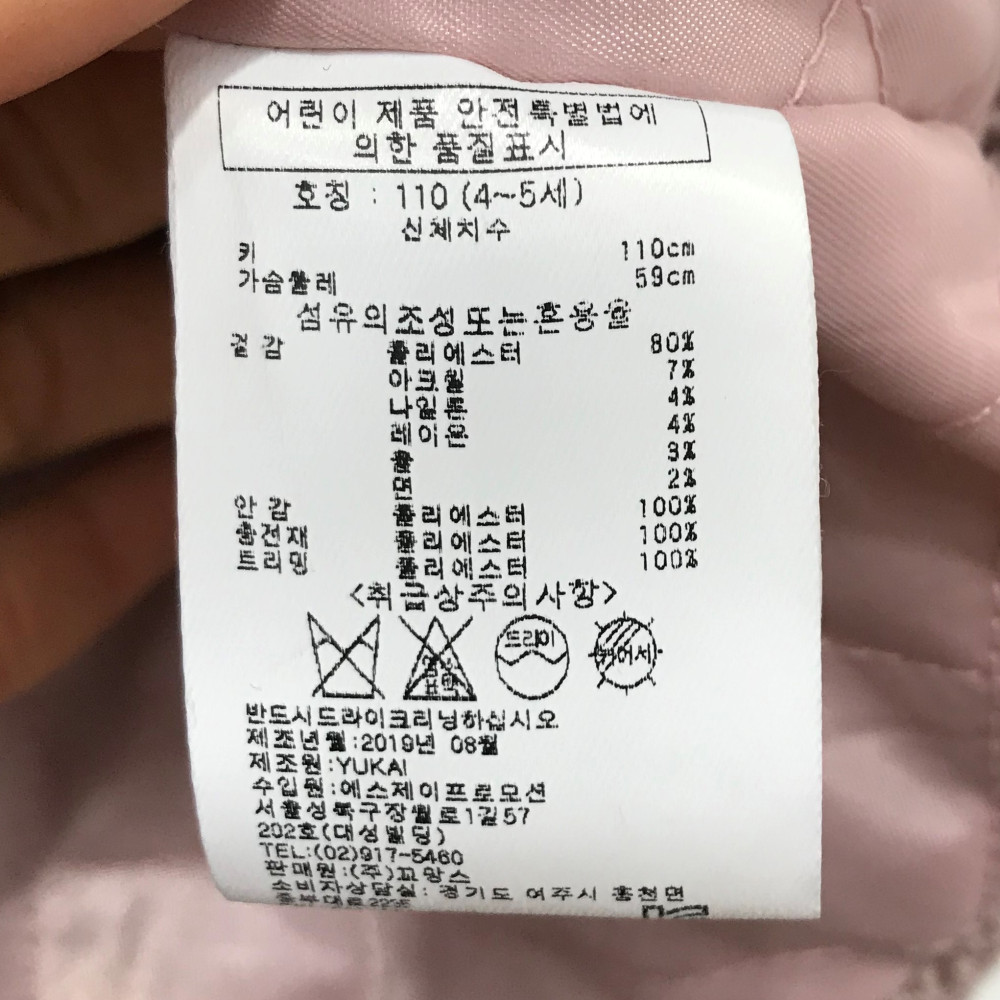 어린이 제품 안전특별법에
의한 품질표시
호칭 : 110 (4~5세)
신체치수
키 110cm
가슴둘레 59cm
섬유의조성또는혼용율
겉감 폴리에스터 80%
아크릴 7%
나일론 4%
레이온 4%
울 3%
면 2%
안감 폴리에스터 100%
충전재 폴리에스터 100%
트리밍 폴리에스터 100%
<취급상주의사항>
염소 드라이 뉘어서
표백
반드시드라이크리닝하십시오
제조년월:2019년 08월
제조원:YUKAI
수입원:에스제이프로모션
서울성북구장월로1길57
202호(대성빌딩)
TEL:(02)917-5460
판매원:(주)꼬망스
소비자상담실: 경기도 여주시 흥천면